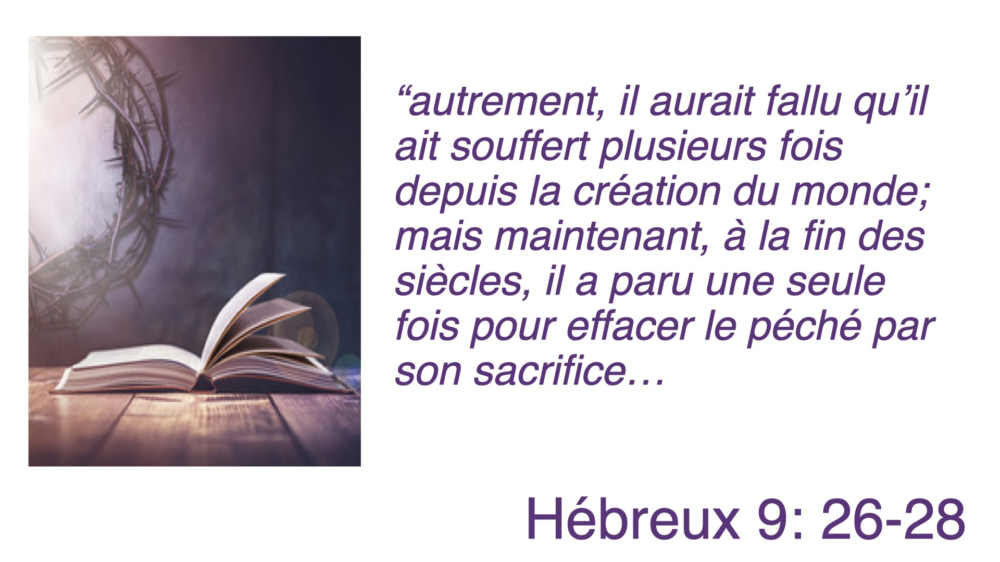 “autrement, il aurait fallu qu’il
ait souffert plusieurs fois
depuis la création du monde;
mais maintenant, à la fin des
siècles, il a paru une seule
fois pour effacer le péché par
son sacrifice…
Hébreux 9: 26-28